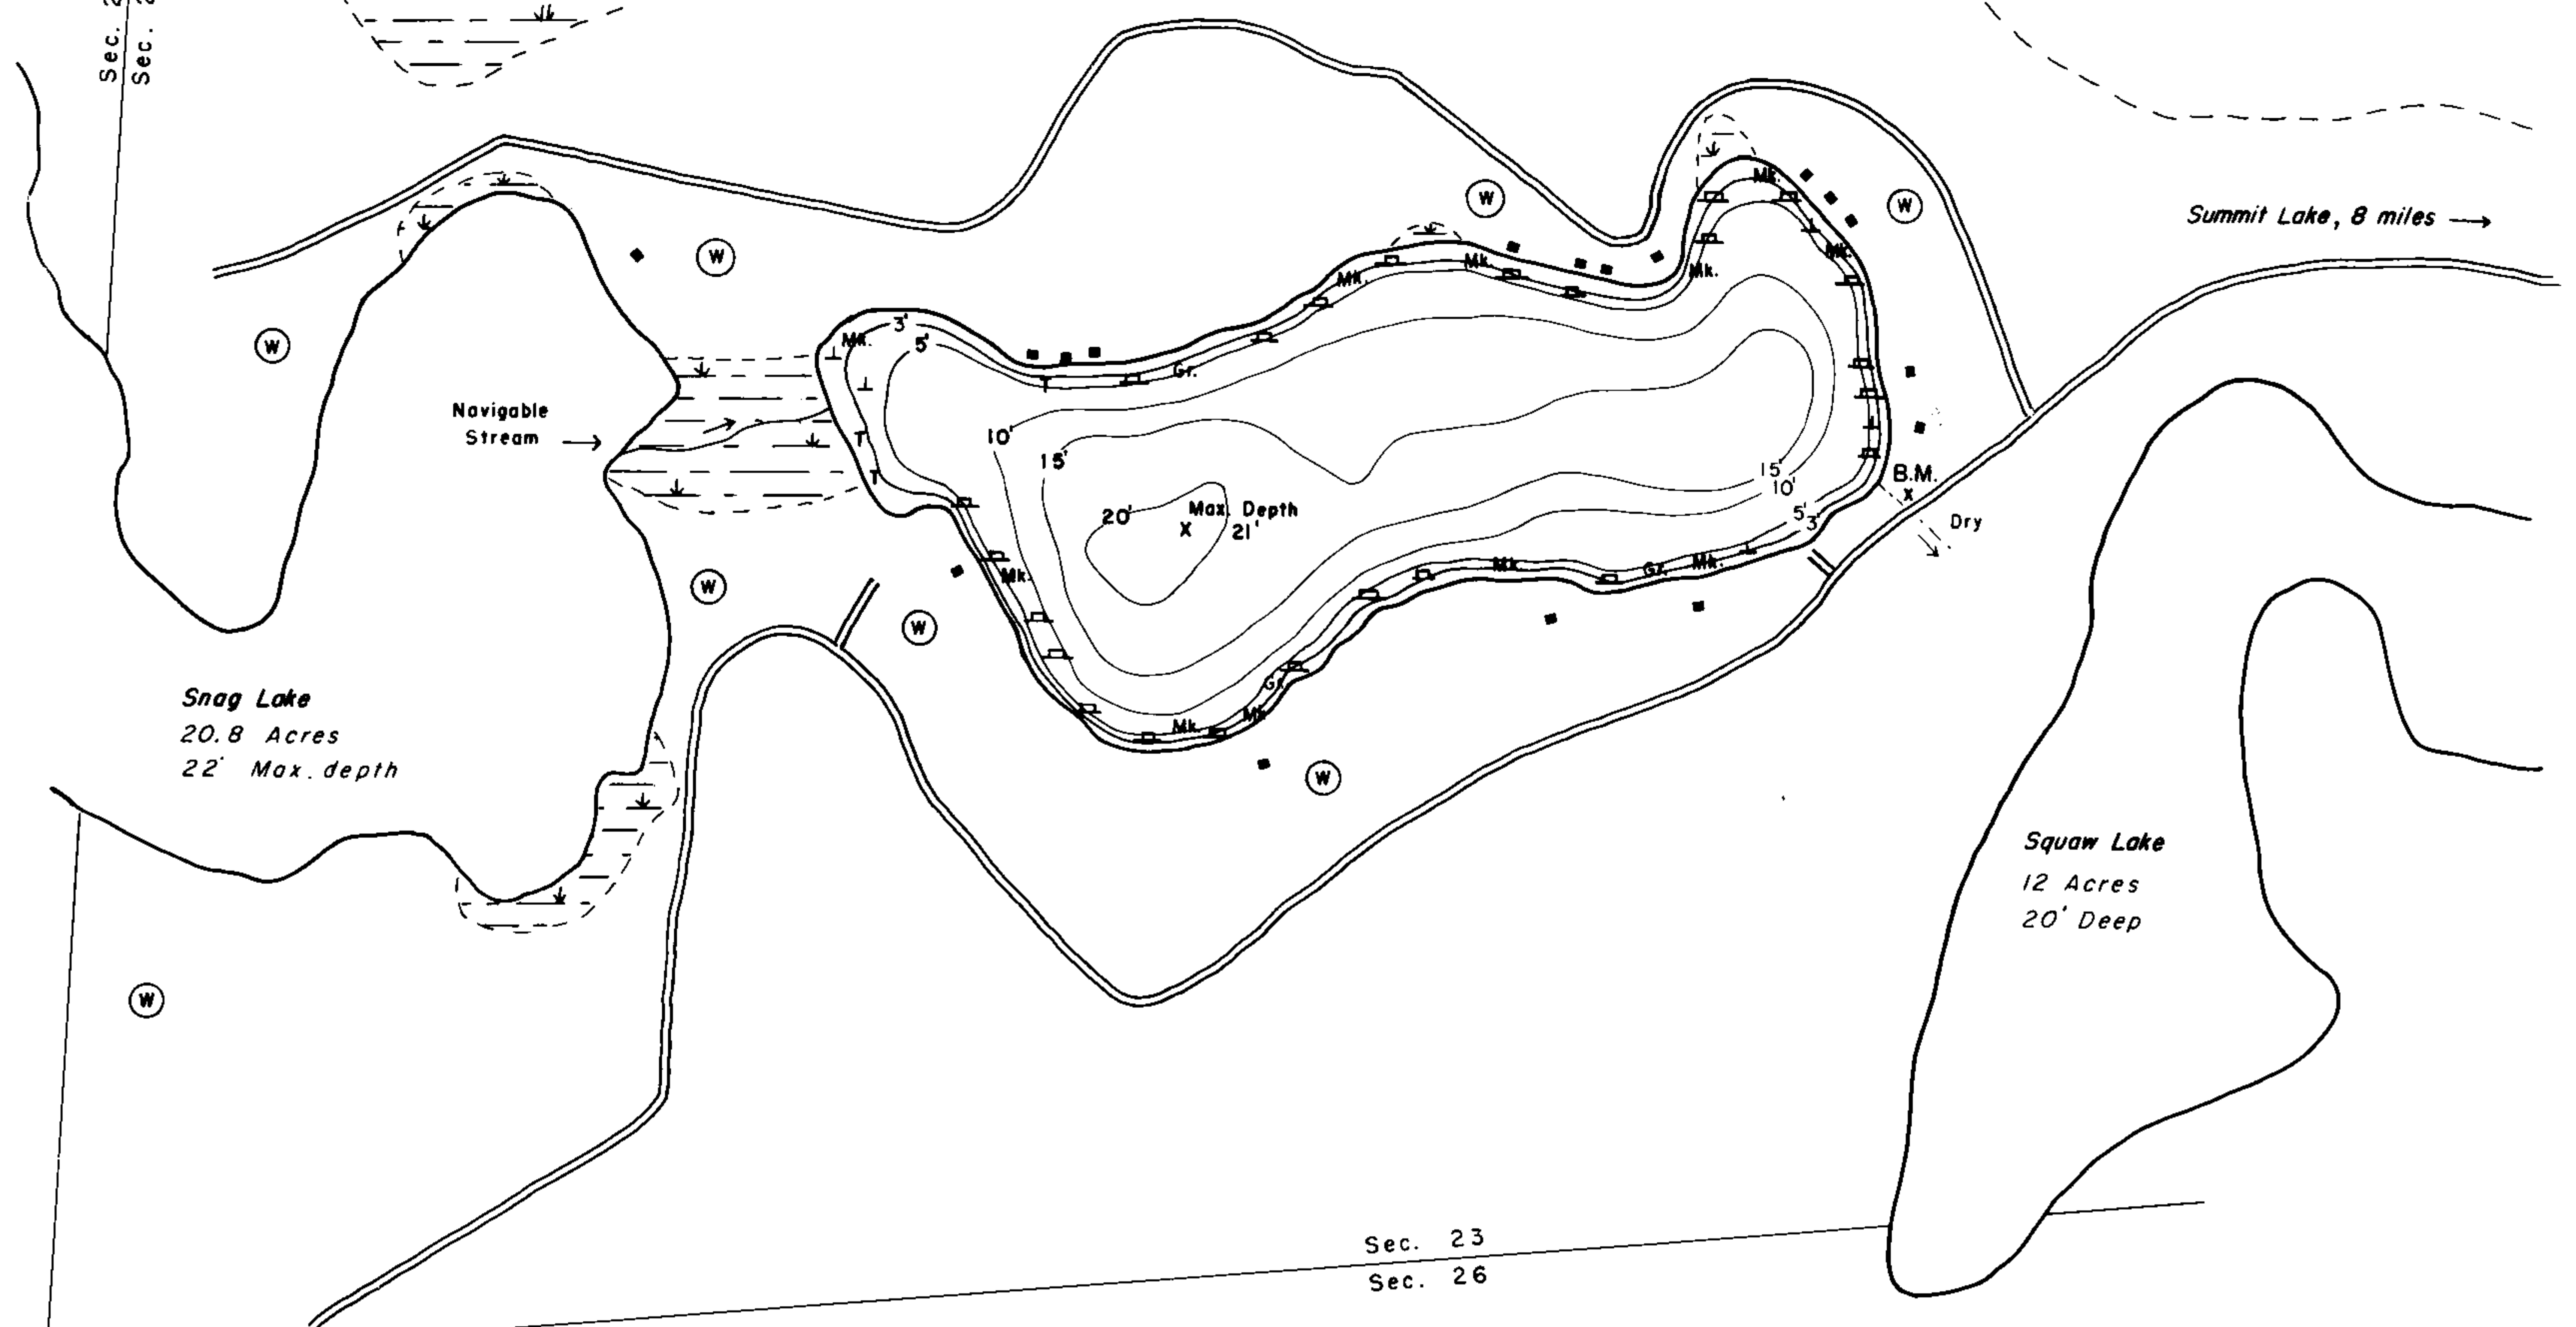 Sec.
Sec.
W
W
W
W
Summit Lake, 8 miles
Mk.
Mk.
Mk.
Mk.
Mk.
3'
5'
Mk.
Gr.
Navigable
Stream
10'
15'
20'
Max. Depth
X 21'
15'
10'
5'
3'
B.M.
X
Dry
Mk.
Mk.
Gr.
Mk.
W
W
Gr.
Mk.
Mk.
W
Snag Lake
20.8 Acres
22' Max. depth
Squaw Lake
12 Acres
20' Deep
W
Sec. 23
Sec. 26